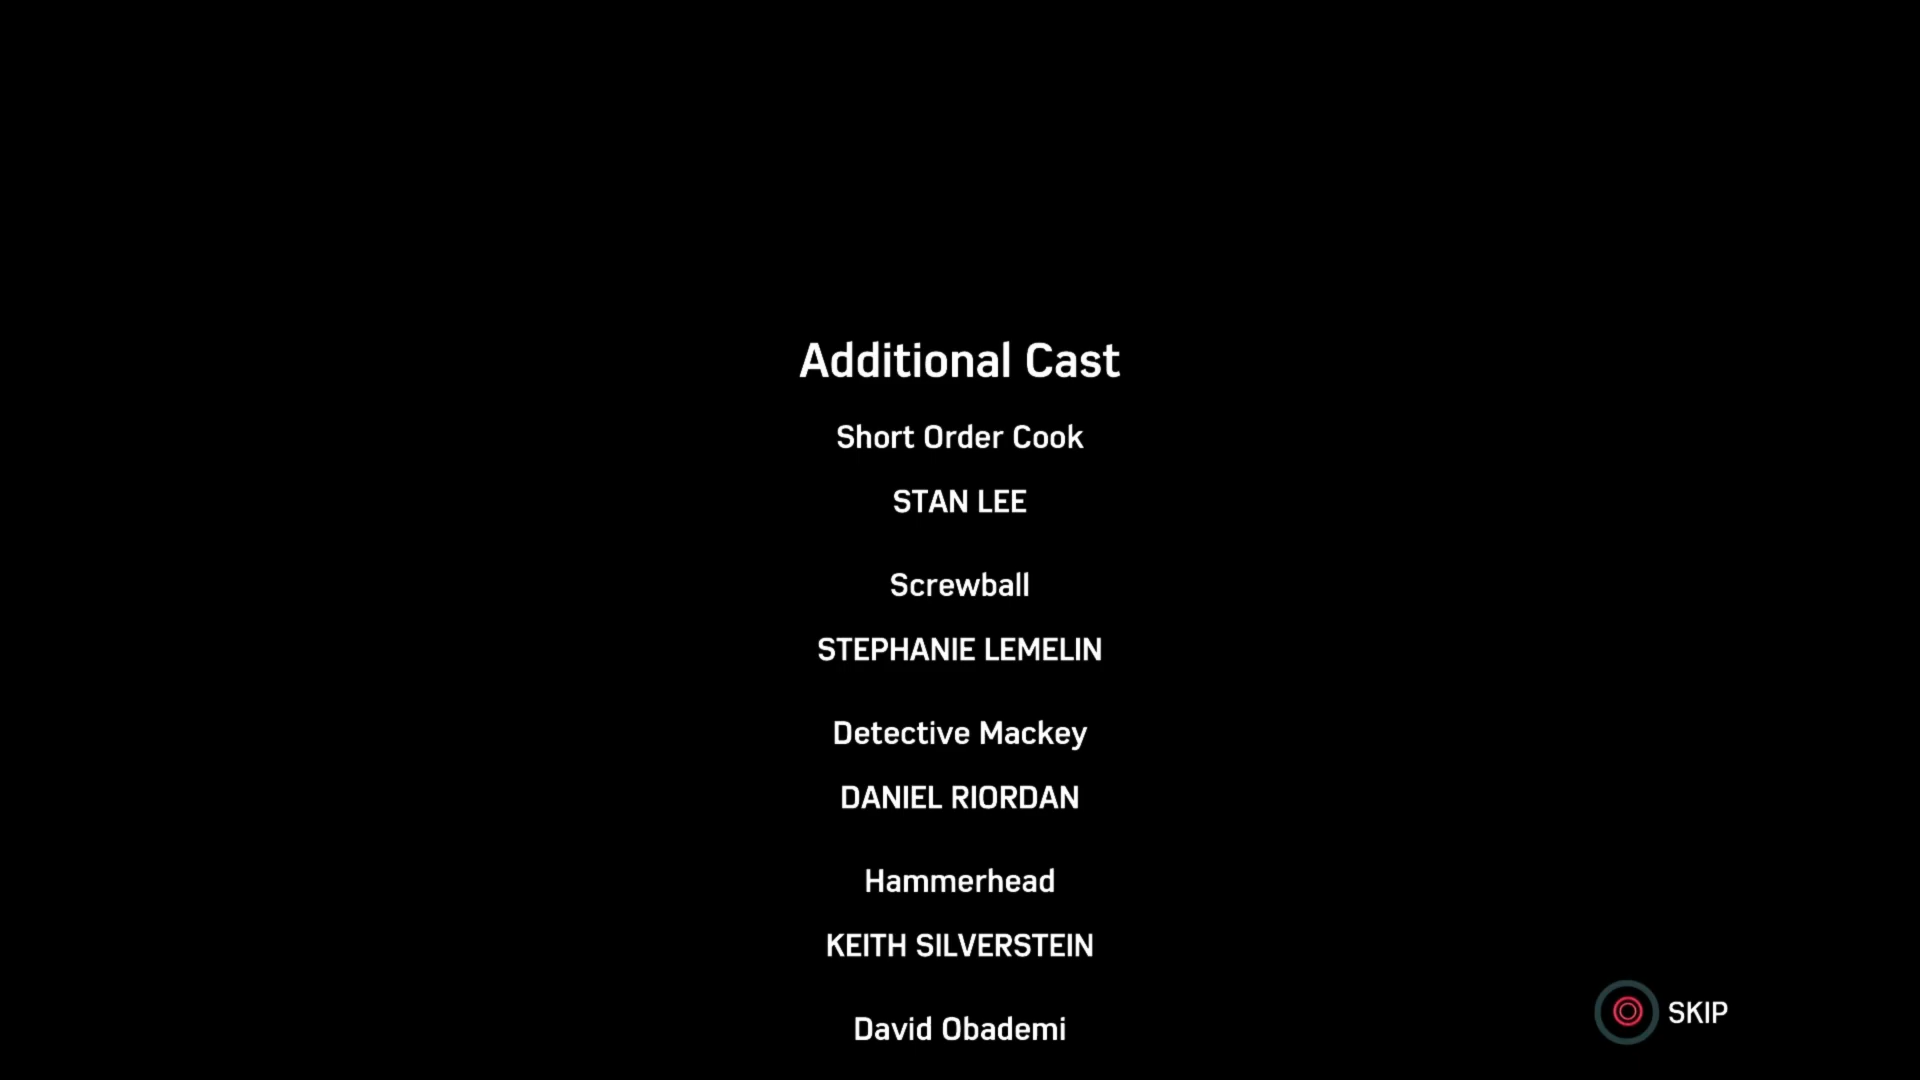 Additional Cast
Short Order Cook
STAN LEE
Screwball
STEPHANIE LEMELIN
Detective Mackey
DANIEL RIORDAN
Hammerhead
KEITH SILVERSTEIN
David Obademi
SKIP